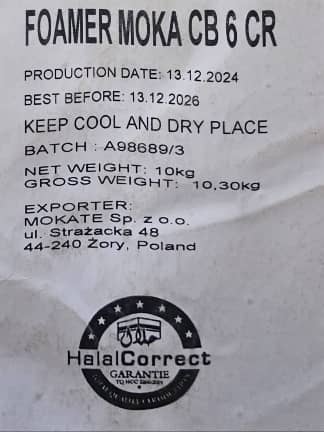 FOAMER MOKA CB 6 CR
PRODUCTION DATE: 13.12.2024
BEST BEFORE: 13.12.2026
KEEP COOL AND DRY PLACE
BATCH : A98689/3
NET WEIGHT: 10kg
GROSS WEIGHT: 10,30kg
EXPORTER:
MOKATE Sp. z o.o.
ul. Strażacka 48
44-240 Żory, Poland
HalalCorrect
GARANTIE